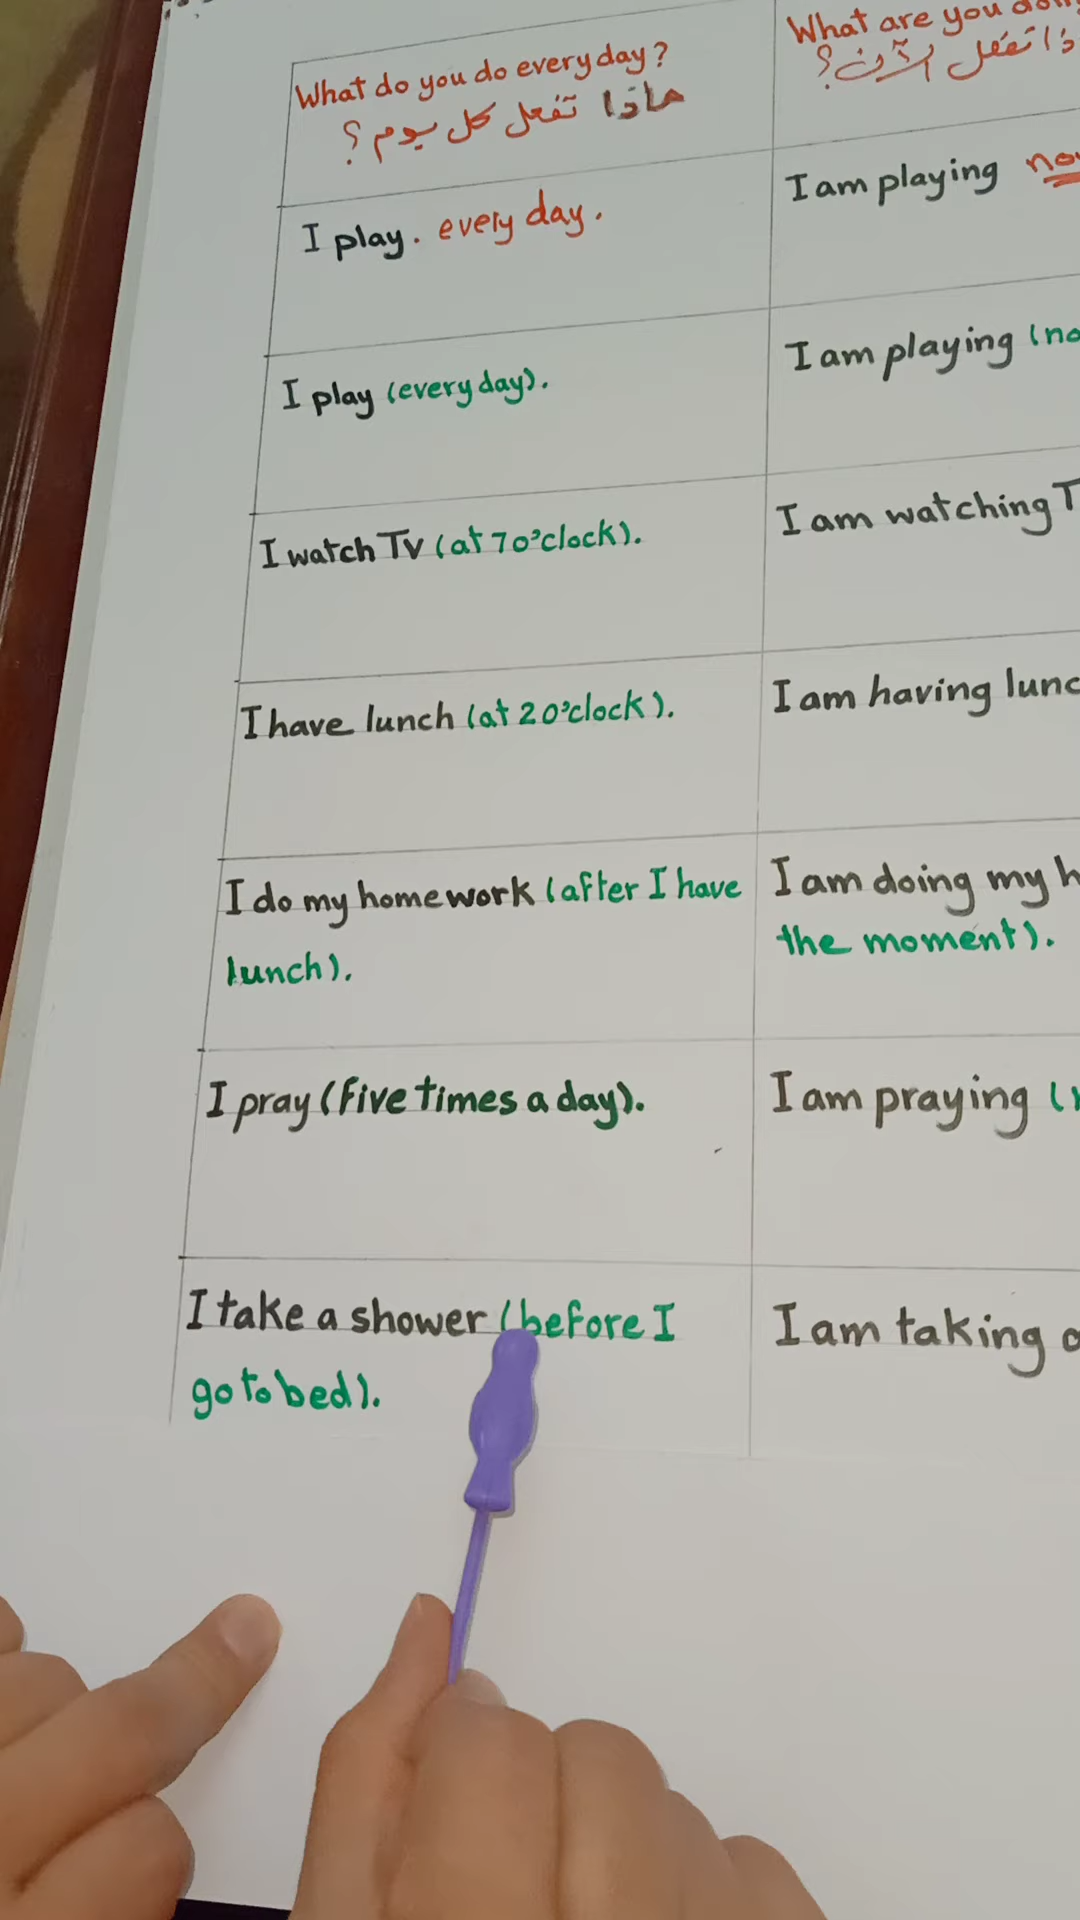 What do you do every day?
ماذا تفعل كل يوم؟
I play. every day.
I play (every day).
I watch TV (at 7 o'clock).
I have lunch (at 2 o'clock).
I do my homework (after I have
lunch).
I pray (five times a day).
I take a shower (before I
go to bed).
What are you
تفعل الآن؟
I am playing
I am playing
I am watching
I am having
I am doing my
the moment).
I am praying
I am taking